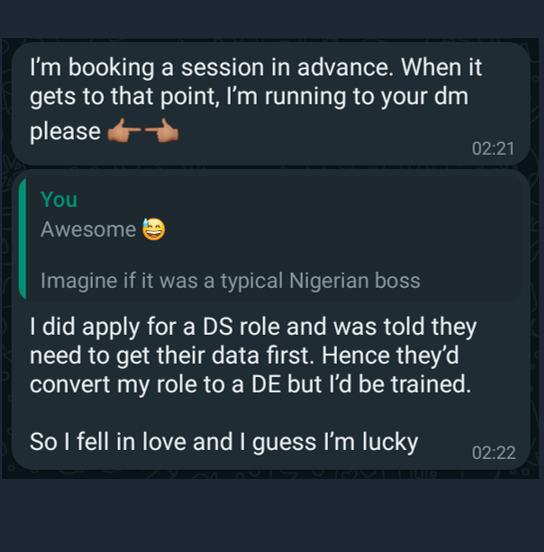 I’m booking a session in advance. When it
gets to that point, I’m running to your dm
please 👉🏽👈🏽
02:21
You
Awesome 😅
Imagine if it was a typical Nigerian boss
I did apply for a DS role and was told they
need to get their data first. Hence they’d
convert my role to a DE but I’d be trained.
So I fell in love and I guess I’m lucky
02:22